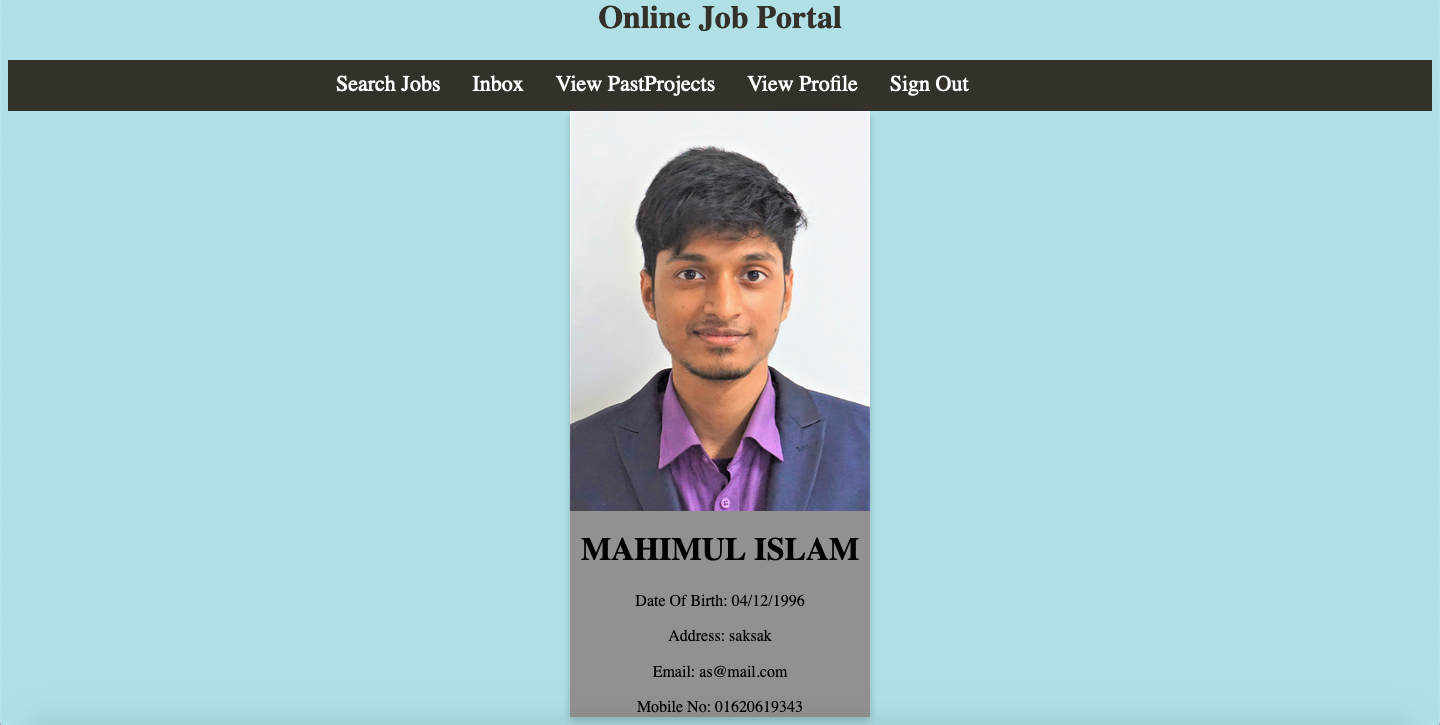 Online Job Portal
Search Jobs Inbox View PastProjects View Profile Sign Out
MAHIMUL ISLAM
Date Of Birth: 04/12/1996
Address: saksak
Email: as@mail.com
Mobile No: 01620619343